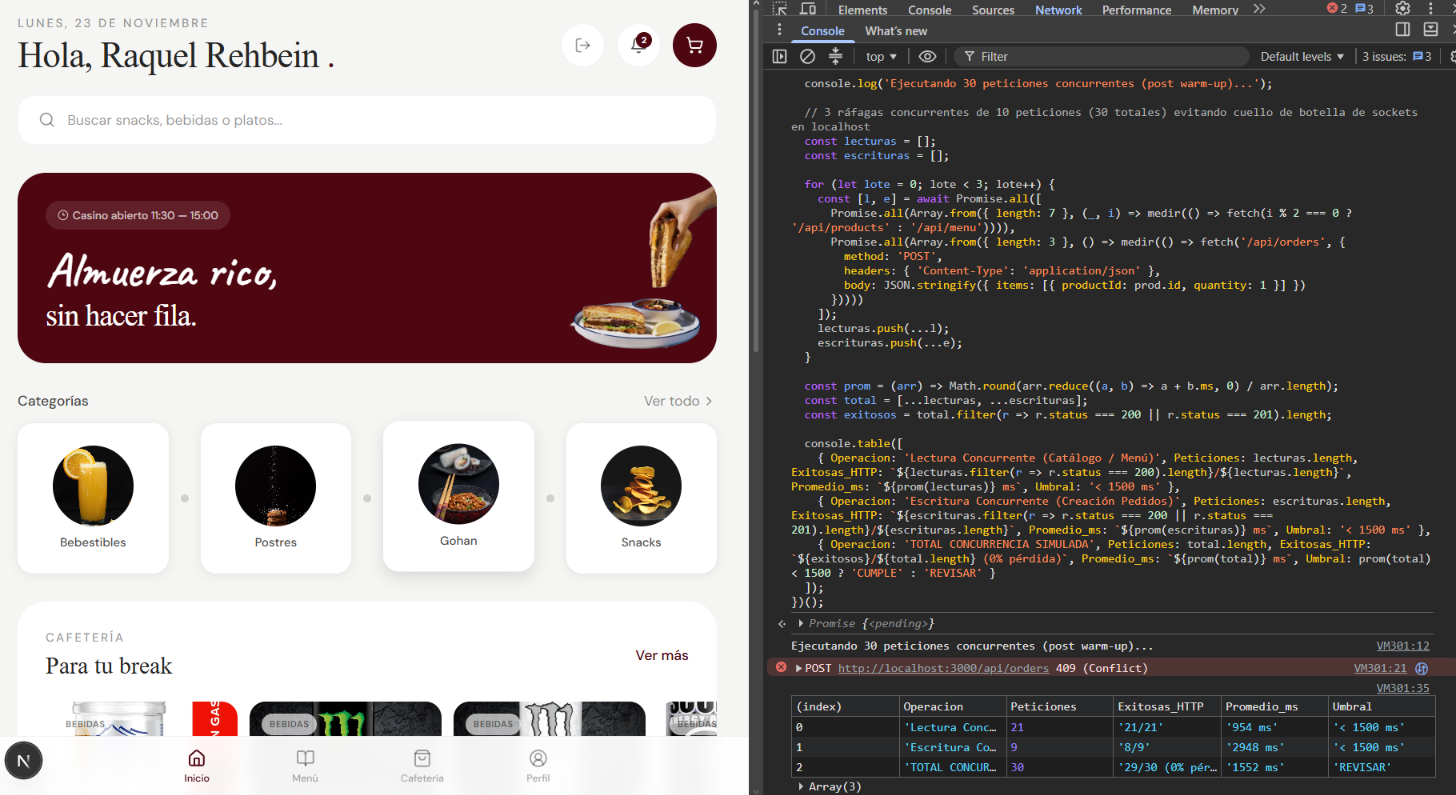 LUNES, 23 DE NOVIEMBRE
Hola, Raquel Rehbein .
2
Buscar snacks, bebidas o platos...
Casino abierto 11:30 — 15:00
Almuerza rico,
sin hacer fila.
Categorías
Ver todo
Bebestibles
Postres
Gohan
Snacks
CAFETERÍA
Para tu break
Ver más
BEBIDAS
BEBIDAS
BEBIDAS
BEBIDAS
N
Inicio
Menú
Cafetería
Perfil
Elements Console Sources Network Performance Memory 2 3
Console What's new
top Filter Default levels 3 issues: 3
console.log('Ejecutando 30 peticiones concurrentes (post warm-up)...');
// 3 ráfagas concurrentes de 10 peticiones (30 totales) evitando cuello de botella de sockets
en localhost
const lecturas = [];
const escrituras = [];
for (let lote = 0; lote < 3; lote++) {
const [l, e] = await Promise.all([
Promise.all(Array.from({ length: 7 }, (_, i) => medir(() => fetch(i % 2 === 0 ?
'/api/products' : '/api/menu')))),
Promise.all(Array.from({ length: 3 }, () => medir(() => fetch('/api/orders', {
method: 'POST',
headers: { 'Content-Type': 'application/json' },
body: JSON.stringify({ items: [{ productId: prod.id, quantity: 1 }] })
}))))
]);
lecturas.push(...l);
escrituras.push(...e);
}
const prom = (arr) => Math.round(arr.reduce((a, b) => a + b.ms, 0) / arr.length);
const total = [...lecturas, ...escrituras];
const exitosos = total.filter(r => r.status === 200 || r.status === 201).length;
console.table([
{ Operacion: 'Lectura Concurrente (Catálogo / Menú)', Peticiones: lecturas.length,
Exitosas_HTTP: `${lecturas.filter(r => r.status === 200).length}/${lecturas.length}`,
Promedio_ms: `${prom(lecturas)} ms`, Umbral: '< 1500 ms' },
{ Operacion: 'Escritura Concurrente (Creación Pedidos)', Peticiones: escrituras.length,
Exitosas_HTTP: `${escrituras.filter(r => r.status === 200 || r.status ===
201).length}/${escrituras.length}`, Promedio_ms: `${prom(escrituras)} ms`, Umbral: '< 1500 ms' },
{ Operacion: 'TOTAL CONCURRENCIA SIMULADA', Peticiones: total.length, Exitosas_HTTP:
`${exitosos}/${total.length} (0% pérdida)`, Promedio_ms: `${prom(total)} ms`, Umbral: prom(total)
< 1500 ? 'CUMPLE' : 'REVISAR' }
]);
})();
Promise {<pending>}
Ejecutando 30 peticiones concurrentes (post warm-up)... VM301:12
POST http://localhost:3000/api/orders 409 (Conflict) VM301:21
VM301:35
(index) Operacion Peticiones Exitosas_HTTP Promedio_ms Umbral
0 'Lectura Conc... 21 '21/21' '954 ms' '< 1500 ms'
1 'Escritura Co... 9 '8/9' '2948 ms' '< 1500 ms'
2 'TOTAL CONCUR... 30 '29/30 (0% pér... '1552 ms' 'REVISAR'
Array(3)